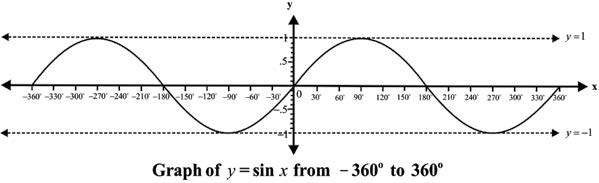 y
1
y = 1
.5
−360° −330° −300° −270° −240° −210° −180° −150° −120° −90° −60° −30° 0 30° 60° 90° 120° 150° 180° 210° 240° 270° 300° 330° 360° x
−.5
−1
y = −1
Graph of y = sin x from − 360° to 360°